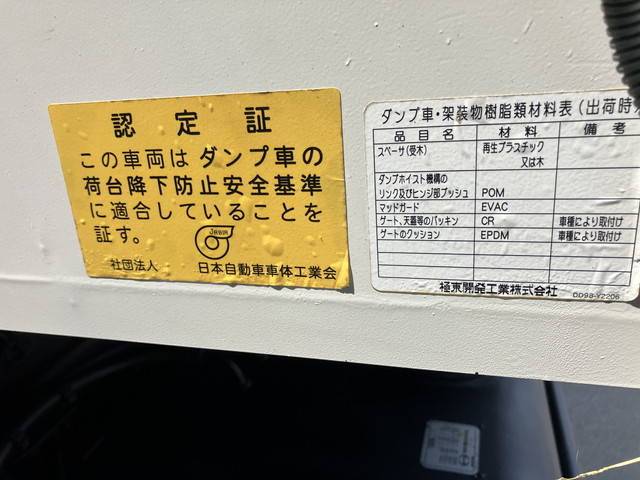 認定証
この車両はダンプ車の
荷台降下防止安全基準
に適合していることを
証す。
JABIA
社団法人 日本自動車車体工業会
ダンプ車・架装物樹脂類材料表(出荷時
品目名 材料 備考
スペーサ(受木) 再生プラスチック
又は木
ダンプホイスト機構の
リンク及びヒンジ部ブッシュ POM
マッドガード EVAC
ゲート、天蓋等のパッキン CR 車種により取付け
ゲートのクッション EPDM 車種により取付け
極東開発工業株式会社
DD93-Y2206